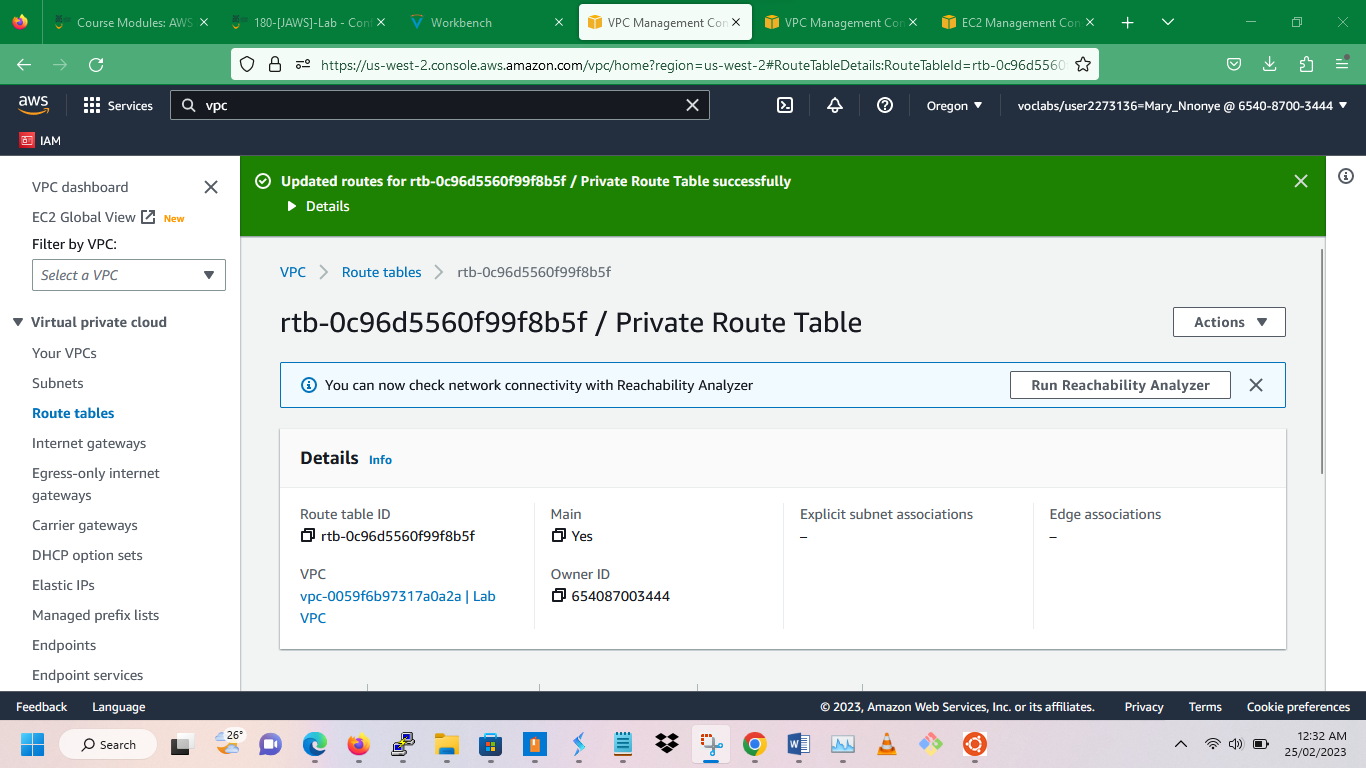 Course Modules: AWS
180-[JAWS]-Lab - Conf
Workbench
VPC Management Con
VPC Management Con
EC2 Management Con
https://us-west-2.console.aws.amazon.com/vpc/home?region=us-west-2#RouteTableDetails:RouteTableId=rtb-0c96d5560
aws
Services
vpc
Oregon
voclabs/user2273136=Mary_Nnonye @ 6540-8700-3444
IAM
VPC dashboard
EC2 Global View New
Filter by VPC:
Select a VPC
Virtual private cloud
Your VPCs
Subnets
Route tables
Internet gateways
Egress-only internet
gateways
Carrier gateways
DHCP option sets
Elastic IPs
Managed prefix lists
Endpoints
Endpoint services
Updated routes for rtb-0c96d5560f99f8b5f / Private Route Table successfully
Details
VPC
Route tables
rtb-0c96d5560f99f8b5f
rtb-0c96d5560f99f8b5f / Private Route Table
Actions
You can now check network connectivity with Reachability Analyzer
Run Reachability Analyzer
Details Info
Route table ID
rtb-0c96d5560f99f8b5f
Main
Yes
Explicit subnet associations
–
Edge associations
–
VPC
vpc-0059f6b97317a0a2a | Lab
VPC
Owner ID
654087003444
Feedback
Language
© 2023, Amazon Web Services, Inc. or its affiliates.
Privacy
Terms
Cookie preferences
Search
26°
12:32 AM
25/02/2023